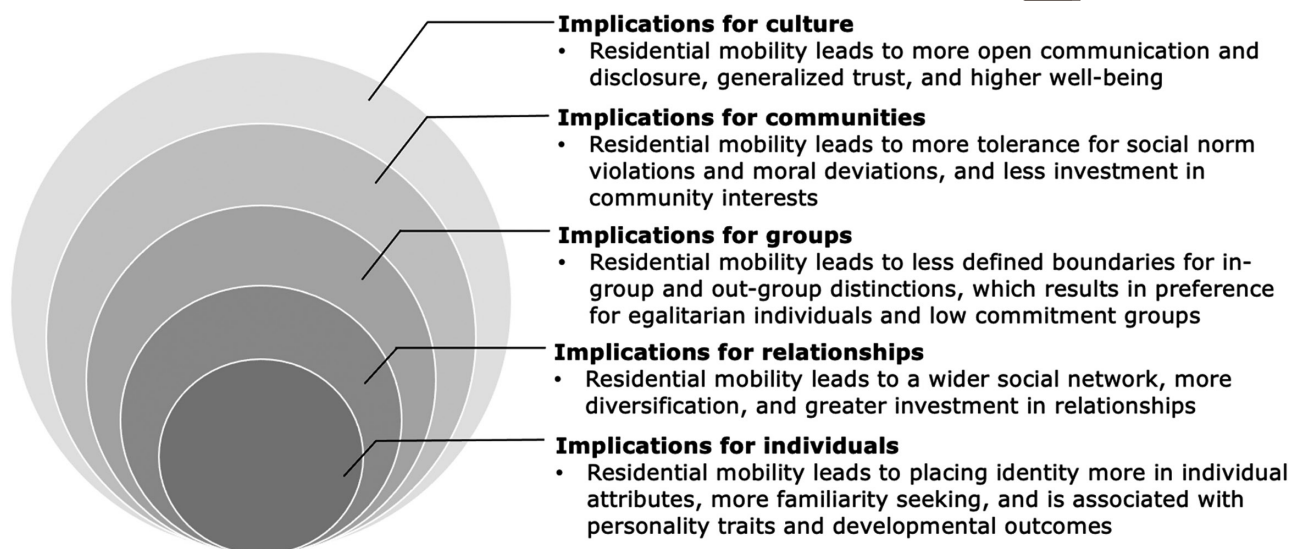 Implications for culture
• Residential mobility leads to more open communication and
disclosure, generalized trust, and higher well-being
Implications for communities
• Residential mobility leads to more tolerance for social norm
violations and moral deviations, and less investment in
community interests
Implications for groups
• Residential mobility leads to less defined boundaries for in-
group and out-group distinctions, which results in preference
for egalitarian individuals and low commitment groups
Implications for relationships
• Residential mobility leads to a wider social network, more
diversification, and greater investment in relationships
Implications for individuals
• Residential mobility leads to placing identity more in individual
attributes, more familiarity seeking, and is associated with
personality traits and developmental outcomes